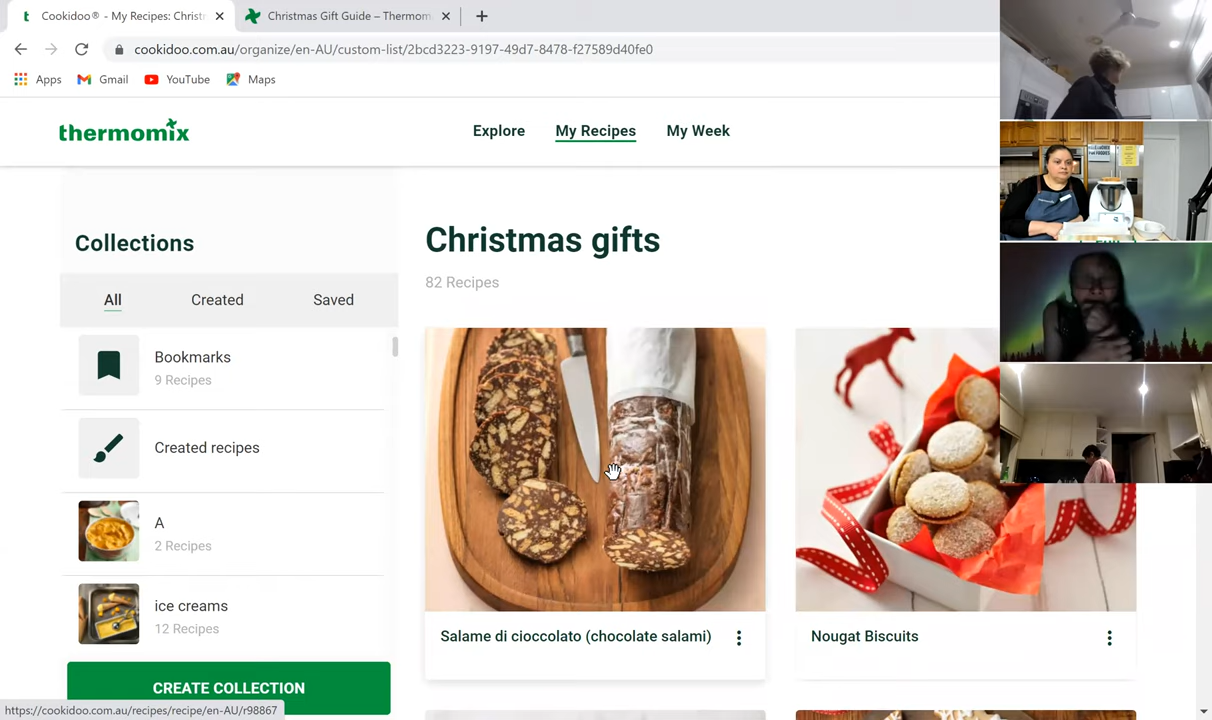 Cookidoo® - My Recipes: Christ
Christmas Gift Guide – Thermom
cookidoo.com.au/organize/en-AU/custom-list/2bcd3223-9197-49d7-8478-f27589d40fe0
Apps
Gmail
YouTube
Maps
thermomix
Explore
My Recipes
My Week
Collections
All
Created
Saved
Bookmarks
9 Recipes
Created recipes
A
2 Recipes
ice creams
12 Recipes
CREATE COLLECTION
https://cookidoo.com.au/recipes/recipe/en-AU/r98867
Christmas gifts
82 Recipes
Salame di cioccolato (chocolate salami)
Nougat Biscuits